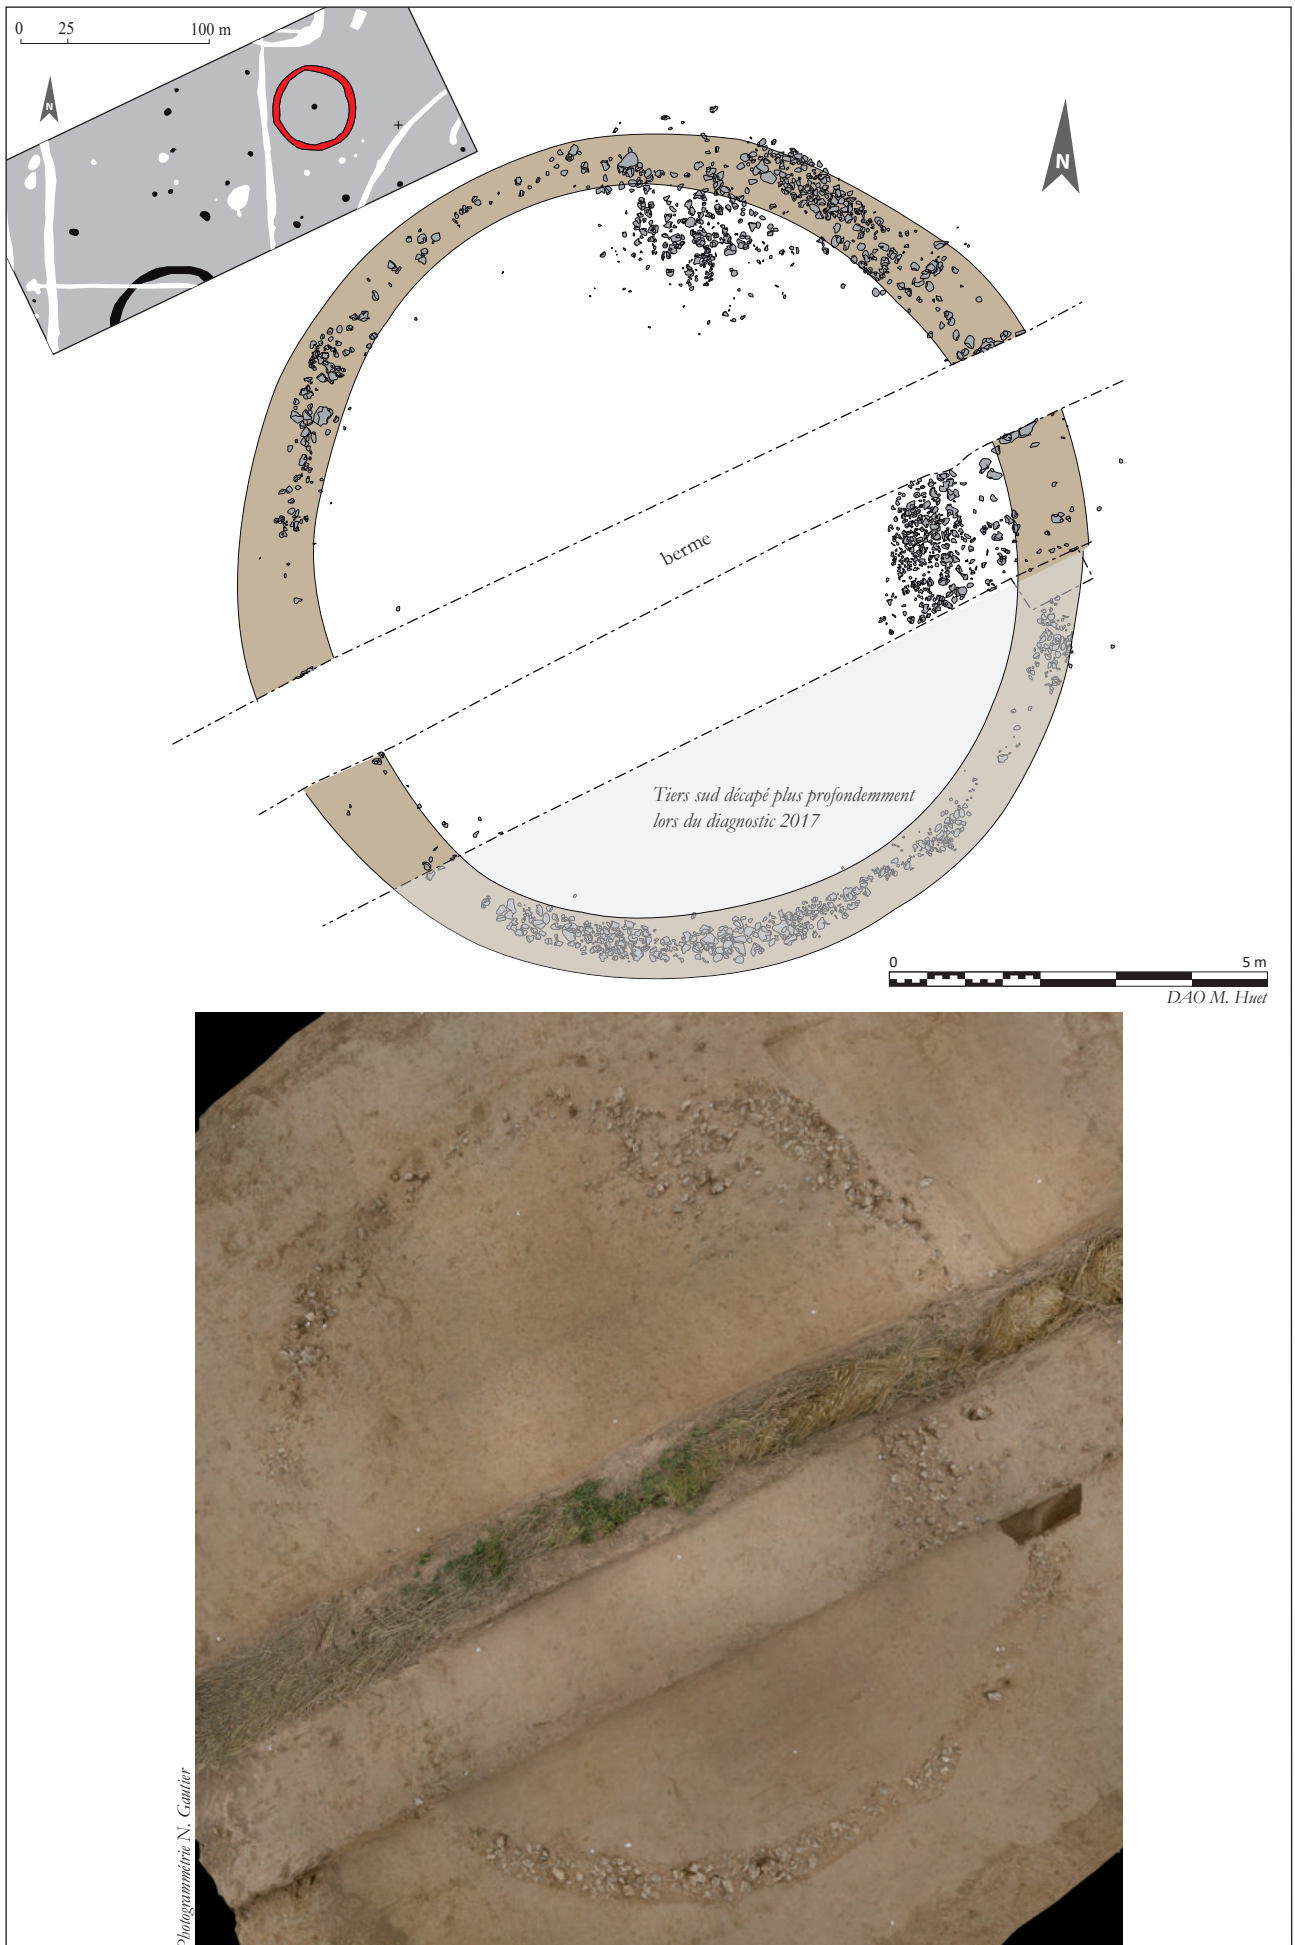 0 25 100 m
N
N
berme
Tiers sud décapé plus profondemment
lors du diagnostic 2017
0 5 m
DAO M. Huet
Photogrammétrie N. Gautier